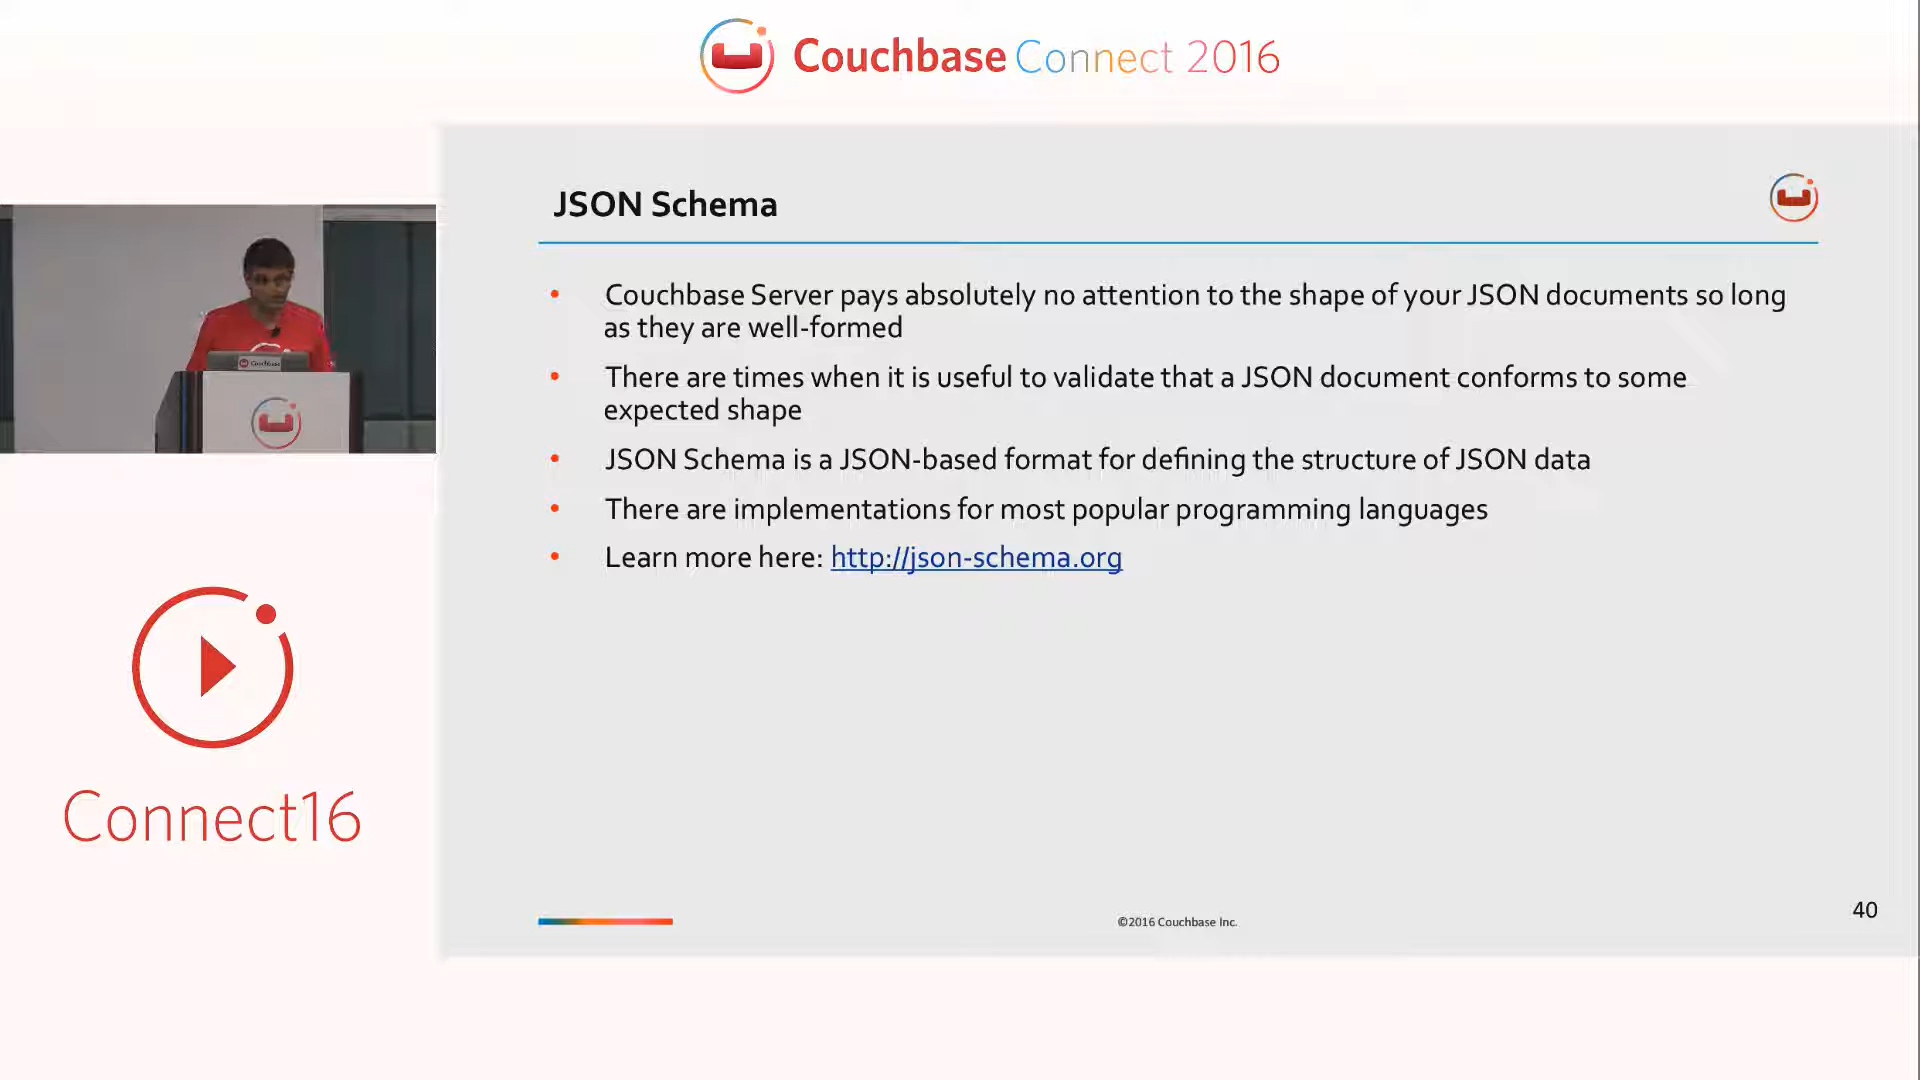 Couchbase Connect 2016
JSON Schema
• Couchbase Server pays absolutely no attention to the shape of your JSON documents so long
as they are well-formed
• There are times when it is useful to validate that a JSON document conforms to some
expected shape
• JSON Schema is a JSON-based format for defining the structure of JSON data
• There are implementations for most popular programming languages
• Learn more here: http://json-schema.org
Couchbase
Connect16
©2016 Couchbase Inc.
40